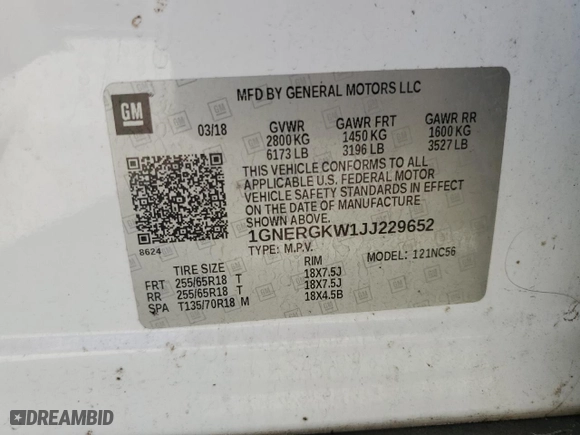 MFD BY GENERAL MOTORS LLC
GM
03/18 GVWR GAWR FRT GAWR RR
2800 KG 1450 KG 1600 KG
6173 LB 3196 LB 3527 LB
THIS VEHICLE CONFORMS TO ALL
APPLICABLE U.S. FEDERAL MOTOR
VEHICLE SAFETY STANDARDS IN EFFECT
ON THE DATE OF MANUFACTURE
SHOWN ABOVE.
8624
1GNERGKW1JJ229652
TYPE: M.P.V. MODEL: 121NC56
TIRE SIZE RIM
FRT 255/65R18 T 18X7.5J
RR 255/65R18 T 18X7.5J
SPA T135/70R18 M 18X4.5B
DREAMBID